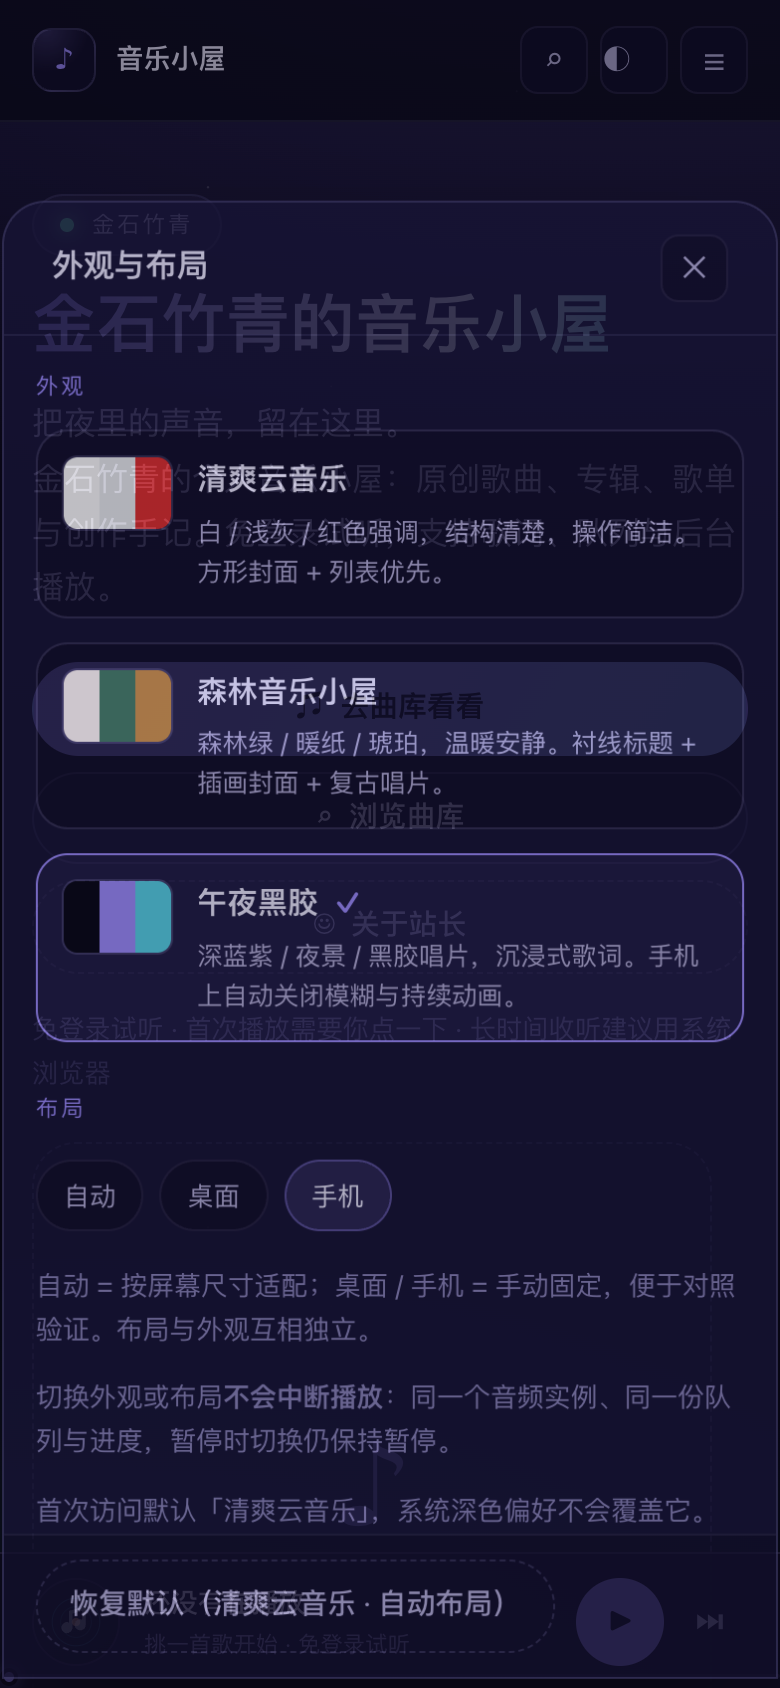 音乐小屋
金石竹青
外观与布局
金石竹青的音乐小屋
外观
把夜里的声音，留在这里。
清爽云音乐
白 / 浅灰 / 红色强调，结构清楚，操作简洁。
方形封面 + 列表优先。
播放。
森林音乐小屋
去曲库看看
森林绿 / 暖纸 / 琥珀，温暖安静。衬线标题 +
插画封面 + 复古唱片。
浏览曲库
午夜黑胶 ✓
关于站长
深蓝紫 / 夜景 / 黑胶唱片，沉浸式歌词。手机
上自动关闭模糊与持续动画。
免登录试听 · 首次播放需要你点一下 · 长时间收听建议用系统
浏览器
布局
自动
桌面
手机
自动 = 按屏幕尺寸适配；桌面 / 手机 = 手动固定，便于对照
验证。布局与外观互相独立。
切换外观或布局不会中断播放：同一个音频实例、同一份队
列与进度，暂停时切换仍保持暂停。
首次访问默认「清爽云音乐」，系统深色偏好不会覆盖它。
恢复默认（清爽云音乐 · 自动布局）
挑一首歌开始 · 免登录试听